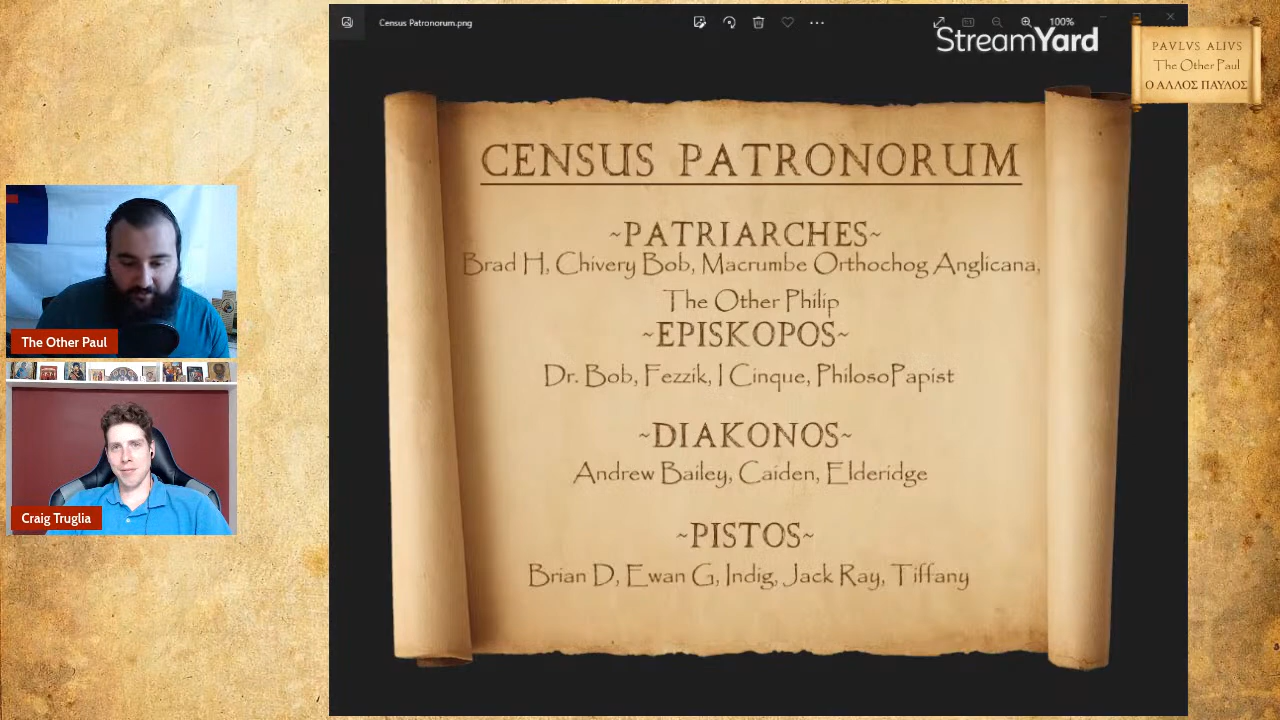 Census Patronorum.png
100%
StreamYard
PAVLVS ALIVS
The Other Paul
Ο ΑΛΛΟΣ ΠΑΥΛΟΣ
CENSUS PATRONORUM
~PATRIARCHES~
Brad H, Chivery Bob, Macrumbe Orthochog Anglicana,
The Other Philip
~EPISKOPOS~
Dr. Bob, Fezzik, I Cinque, PhilosoPapist
~DIAKONOS~
Andrew Bailey, Caiden, Elderidge
~PISTOS~
Brian D, Ewan G, Indig, Jack Ray, Tiffany
The Other Paul
Craig Truglia